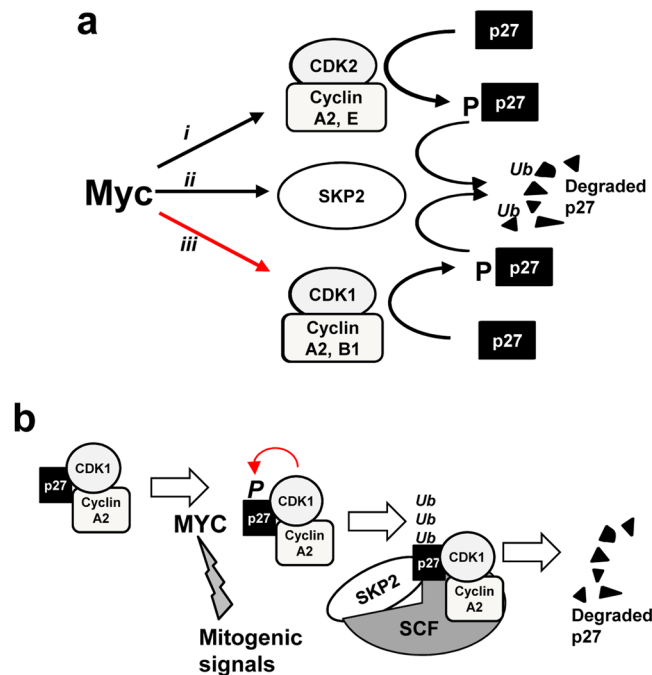 a
p27
CDK2
Cyclin
A2, E
P p27
i
Ub
Myc
ii
SKP2
Degraded
p27
Ub
iii
P p27
CDK1
Cyclin
A2, B1
p27
b
p27
CDK1
Cyclin
A2
MYC
Mitogenic
signals
P
p27
CDK1
Cyclin
A2
Ub
Ub
Ub
p27
CDK1
Cyclin
A2
SKP2
SCF
Degraded
p27